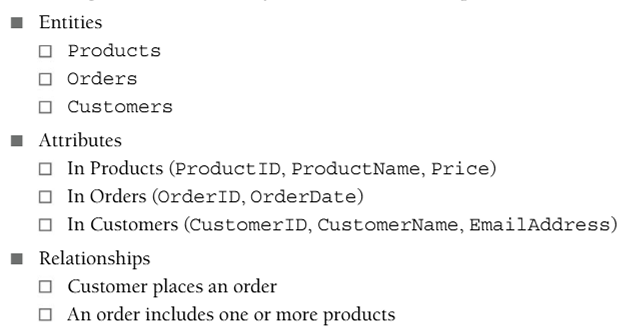 Entities
Products
Orders
Customers
Attributes
In Products (ProductID, ProductName, Price)
In Orders (OrderID, OrderDate)
In Customers (CustomerID, CustomerName, EmailAddress)
Relationships
Customer places an order
An order includes one or more products